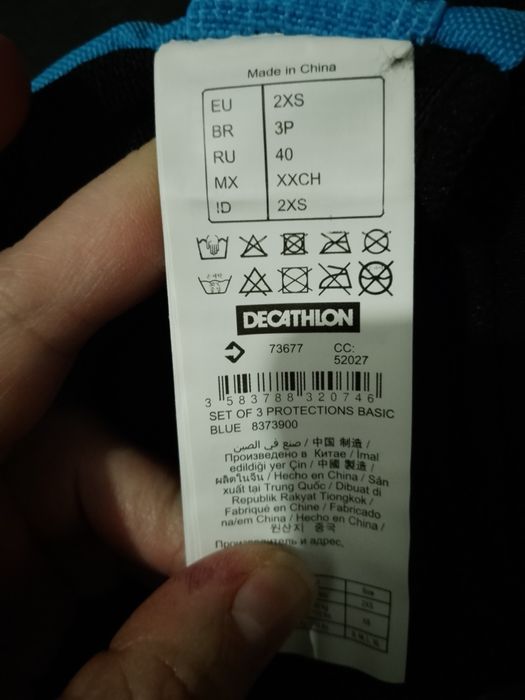 Made in China
EU 2XS
BR 3P
RU 40
MX XXCH
ID 2XS
DECATHLON
73677 CC:
52027
3 583788 320746
SET OF 3 PROTECTIONS BASIC
BLUE 8373900
صنع في الصين / 中国 制造 /
Произведено в Китае / Imal
edildiği yer Çin / 中國 製造 /
ผลิตในจีน / Hecho en China / Sản
xuất tại Trung Quốc / Dibuat di
Republik Rakyat Tiongkok /
Fabriqué en Chine / Fabricado
na/em China / Hecho en China /
원산지 중국
Производитель и адрес,
Size
2XS